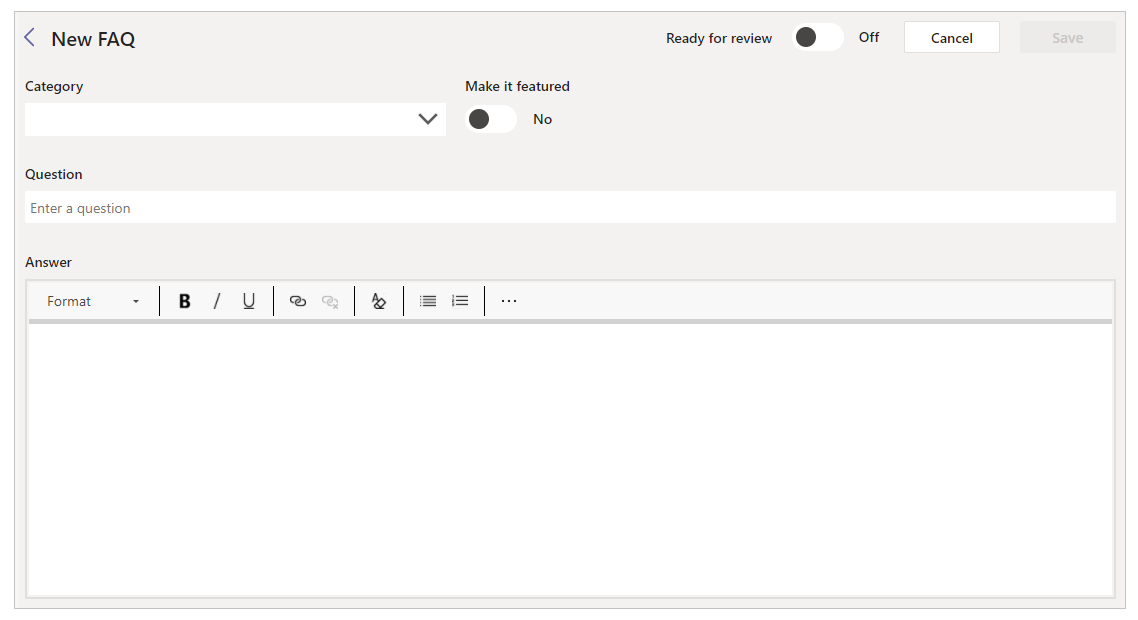 New FAQ
Ready for review Off Cancel Save
Category Make it featured
No
Question
Enter a question
Answer
Format B / U ...